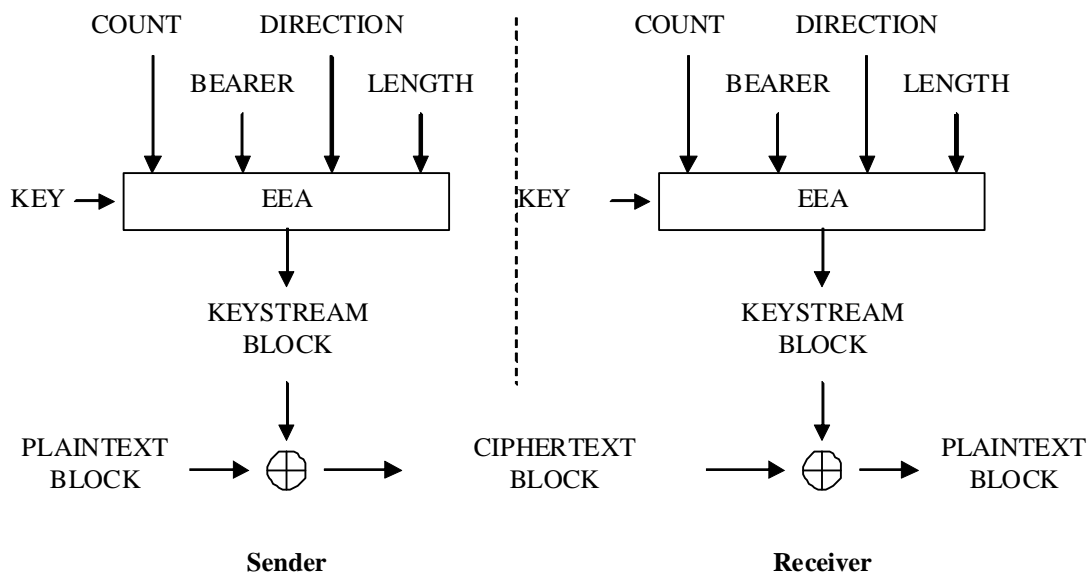 COUNT DIRECTION COUNT DIRECTION
BEARER LENGTH BEARER LENGTH
KEY EEA KEY EEA
KEYSTREAM BLOCK KEYSTREAM BLOCK
PLAINTEXT BLOCK CIPHERTEXT BLOCK PLAINTEXT BLOCK
Sender Receiver